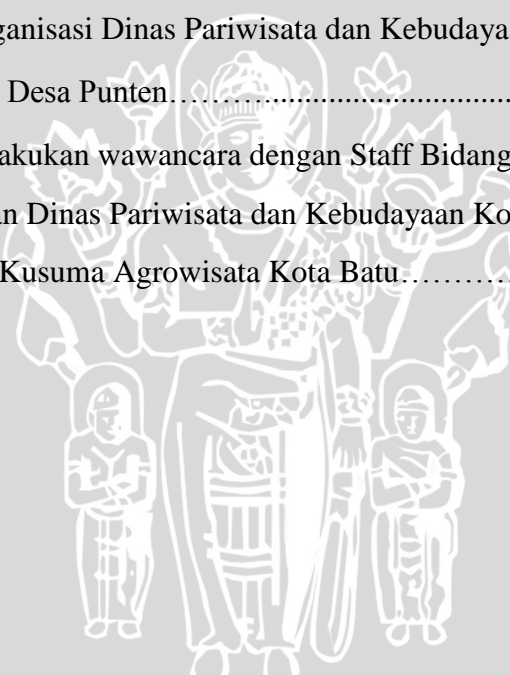 ganisasi Dinas Pariwisata dan Kebudaya
Desa Punten………....................................
akukan wawancara dengan Staff Bidang
an Dinas Pariwisata dan Kebudayaan Ko
Kusuma Agrowisata Kota Batu…………